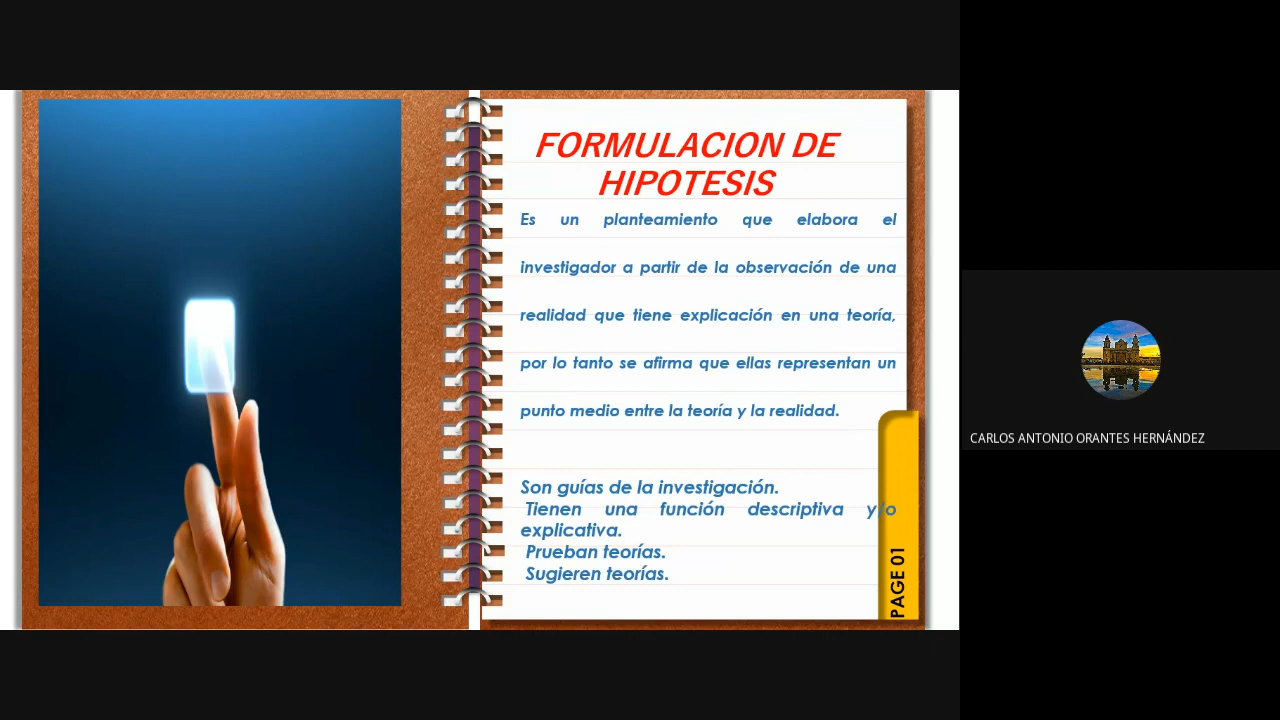 FORMULACION DE
HIPOTESIS
Es un planteamiento que elabora el
investigador a partir de la observación de una
realidad que tiene explicación en una teoría,
por lo tanto se afirma que ellas representan un
punto medio entre la teoría y la realidad.
Son guías de la investigación.
Tienen una función descriptiva y/o
explicativa.
Prueban teorías.
Sugieren teorías.
PAGE 01
CARLOS ANTONIO ORANTES HERNÁNDEZ